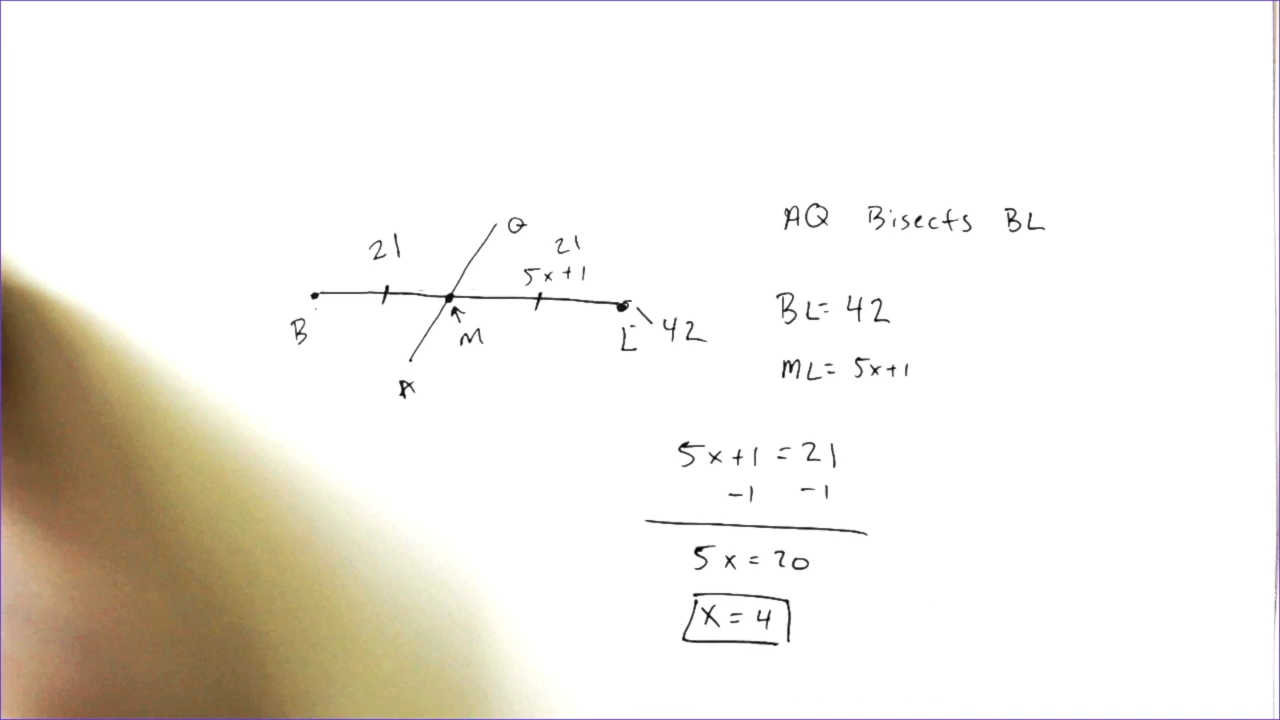 AQ Bisects BL
Q
21
21
5x+1
B
M
L
42
A
BL= 42
ML= 5x+1
5x+1 = 21
-1 -1
5x = 20
x = 4